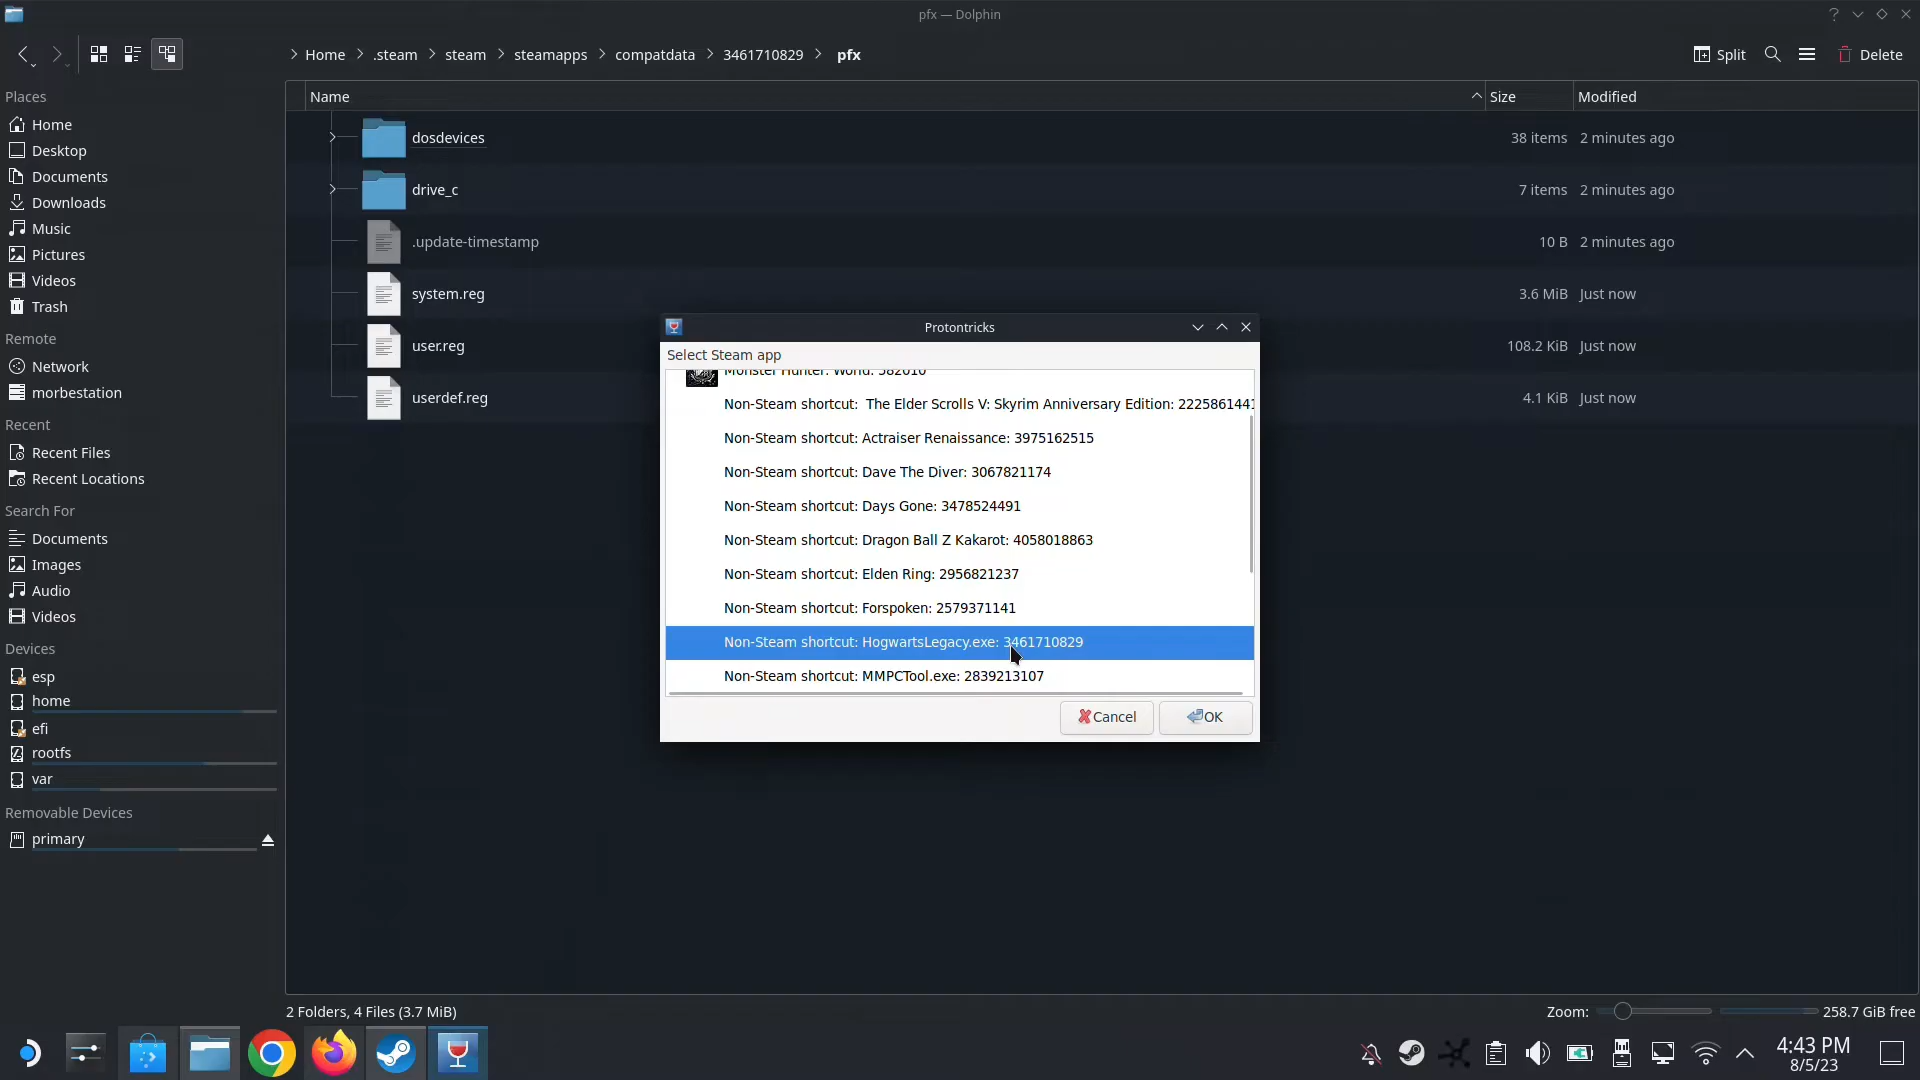 pfx — Dolphin
Home .steam steam steamapps compatdata 3461710829 pfx
Split
Delete
Places
Home
Desktop
Documents
Downloads
Music
Pictures
Videos
Trash
Remote
Network
morbestation
Recent
Recent Files
Recent Locations
Search For
Documents
Images
Audio
Videos
Devices
esp
home
efi
rootfs
var
Removable Devices
primary
Name Size Modified
dosdevices 38 items 2 minutes ago
drive_c 7 items 2 minutes ago
.update-timestamp 10 B 2 minutes ago
system.reg 3.6 MiB Just now
user.reg 108.2 KiB Just now
userdef.reg 4.1 KiB Just now
Protontricks
Select Steam app
Monster Hunter: World: 582010
Non-Steam shortcut:  The Elder Scrolls V: Skyrim Anniversary Edition: 2225861441
Non-Steam shortcut: Actraiser Renaissance: 3975162515
Non-Steam shortcut: Dave The Diver: 3067821174
Non-Steam shortcut: Days Gone: 3478524491
Non-Steam shortcut: Dragon Ball Z Kakarot: 4058018863
Non-Steam shortcut: Elden Ring: 2956821237
Non-Steam shortcut: Forspoken: 2579371141
Non-Steam shortcut: HogwartsLegacy.exe: 3461710829
Non-Steam shortcut: MMPCTool.exe: 2839213107
Cancel
OK
2 Folders, 4 Files (3.7 MiB)
Zoom:
258.7 GiB free
4:43 PM
8/5/23